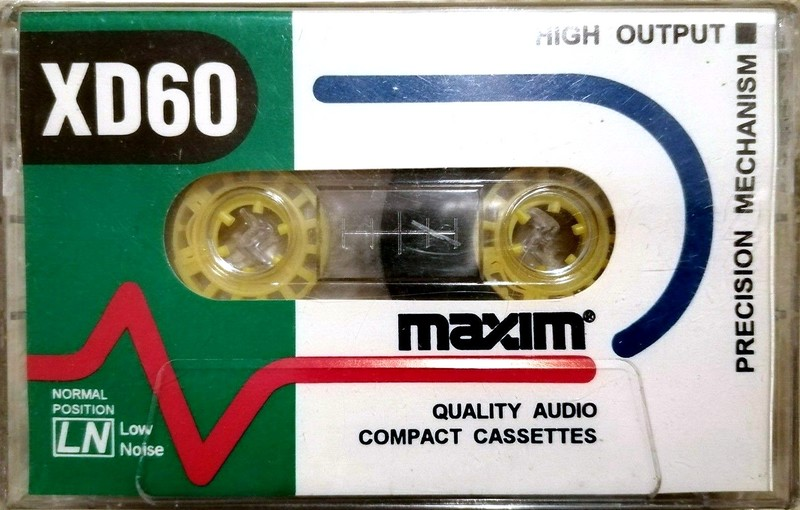 HIGH OUTPUT
XD60
PRECISION MECHANISM
maxim®
NORMAL
POSITION
LN Low
Noise
QUALITY AUDIO
COMPACT CASSETTES